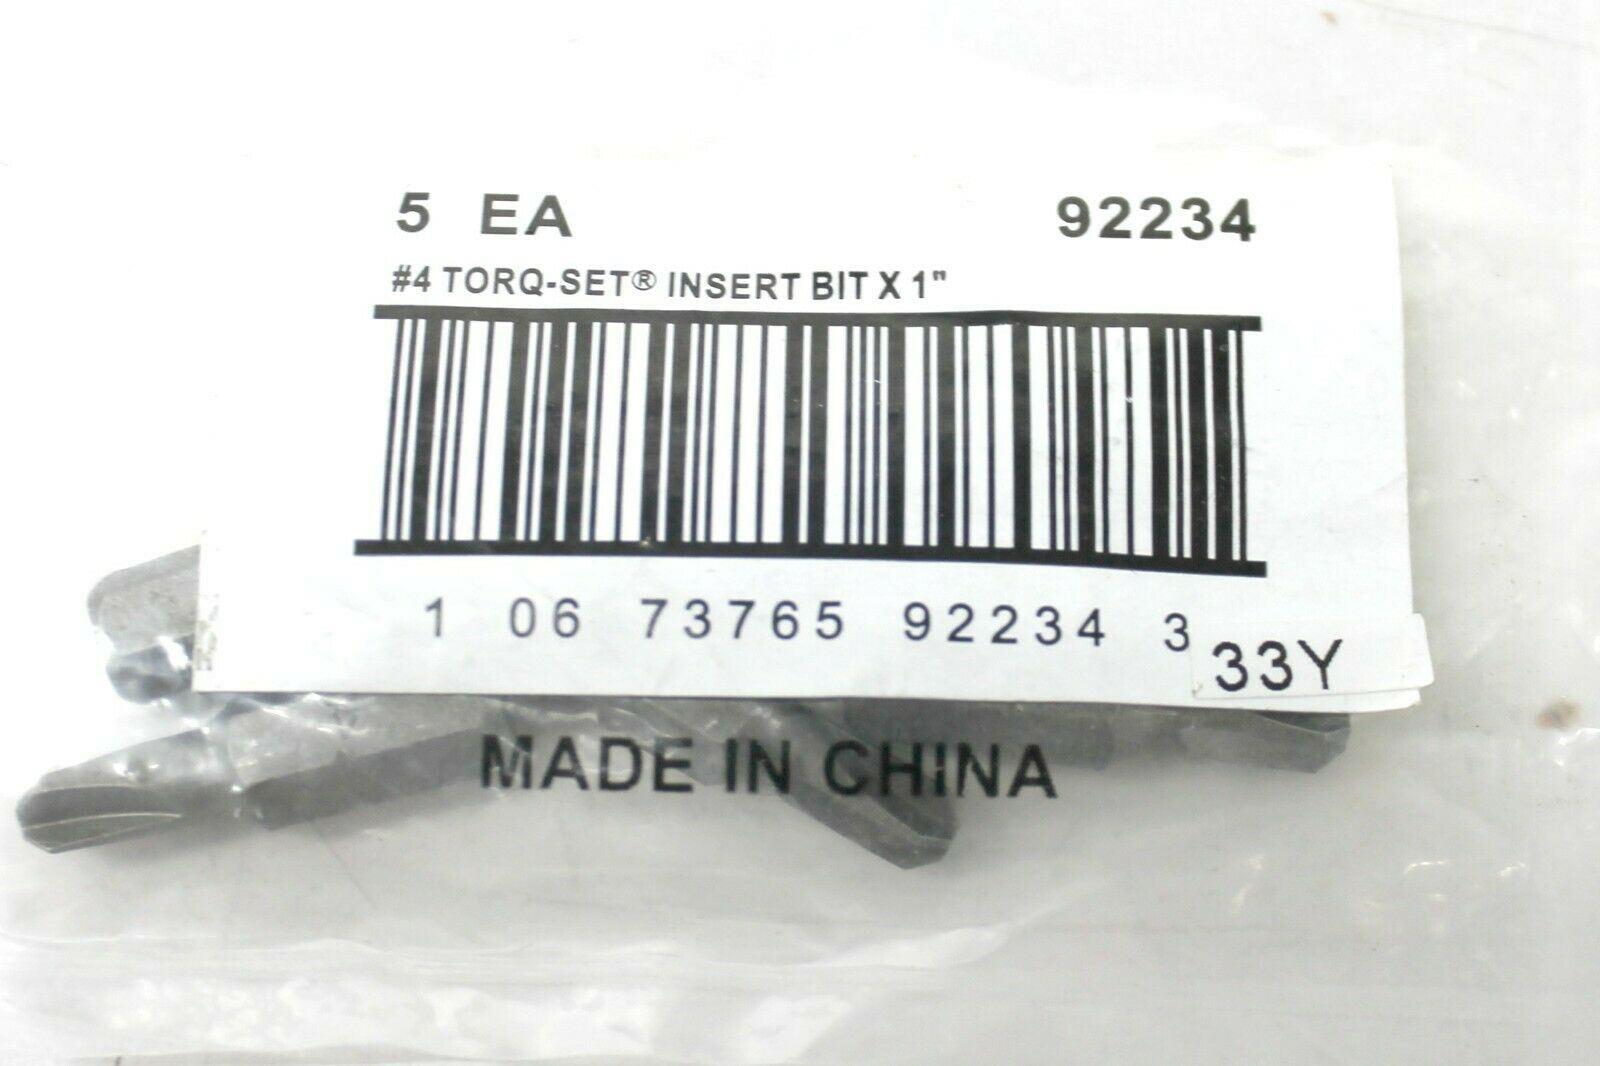 5 EA 92234
#4 TORQ-SET® INSERT BIT X 1"
1 06 73765 92234 3
33Y
MADE IN CHINA